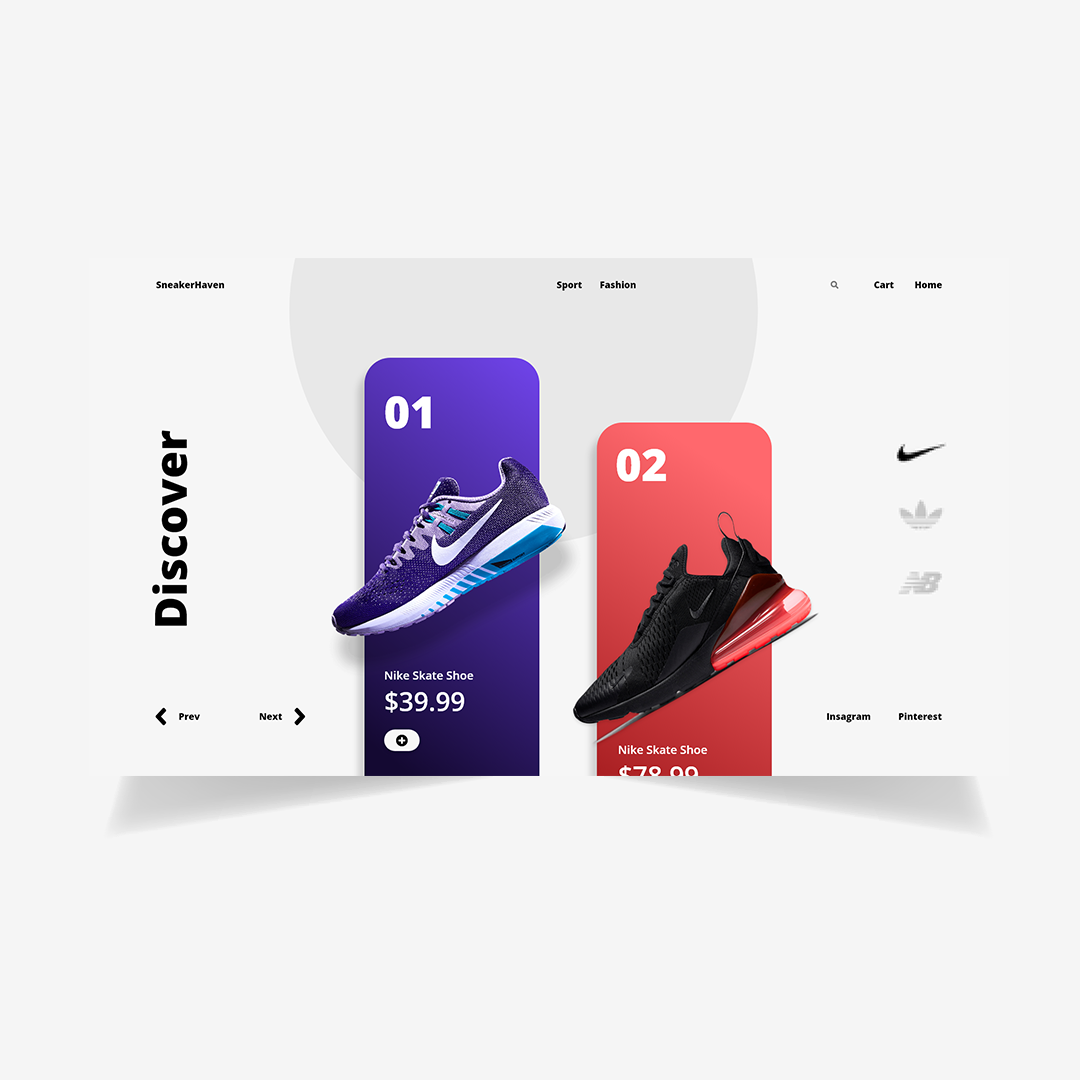 SneakerHaven
Sport
Fashion
Cart
Home
Discover
01
Nike Skate Shoe
$39.99
02
Nike Skate Shoe
$78.99
NB
Prev
Next
Insagram
Pinterest